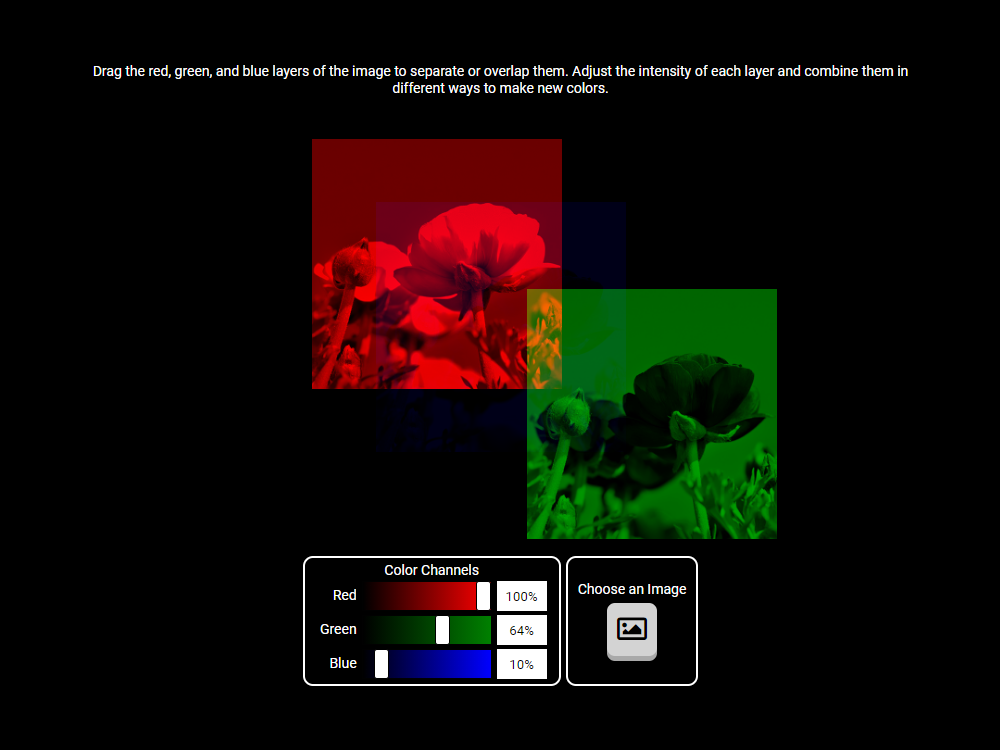 Drag the red, green, and blue layers of the image to separate or overlap them. Adjust the intensity of each layer and combine them in
different ways to make new colors.
Color Channels
Red 100%
Green 64%
Blue 10%
Choose an Image